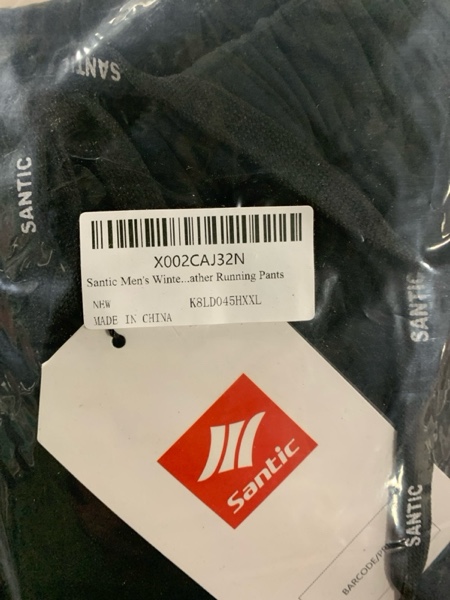 SANTIC
SANTIC
X002CAJ32N
Santic Men's Winte...ather Running Pants
NEW K8LD045HXXL
MADE IN CHINA
SANTIC
Santic
SANTIC